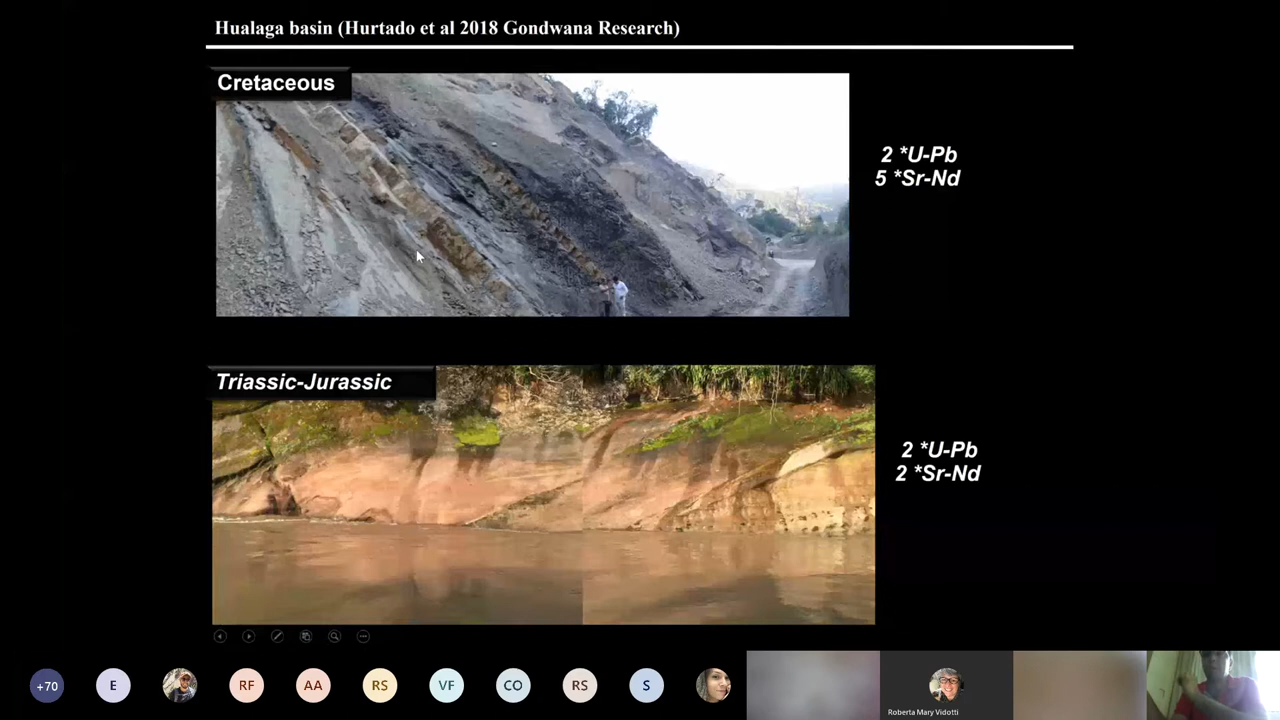 Hualaga basin (Hurtado et al 2018 Gondwana Research)
Cretaceous
2 *U-Pb
5 *Sr-Nd
Triassic-Jurassic
2 *U-Pb
2 *Sr-Nd
+70
E
RF
AA
RS
VF
CO
RS
S
Roberta Mary Vidotti